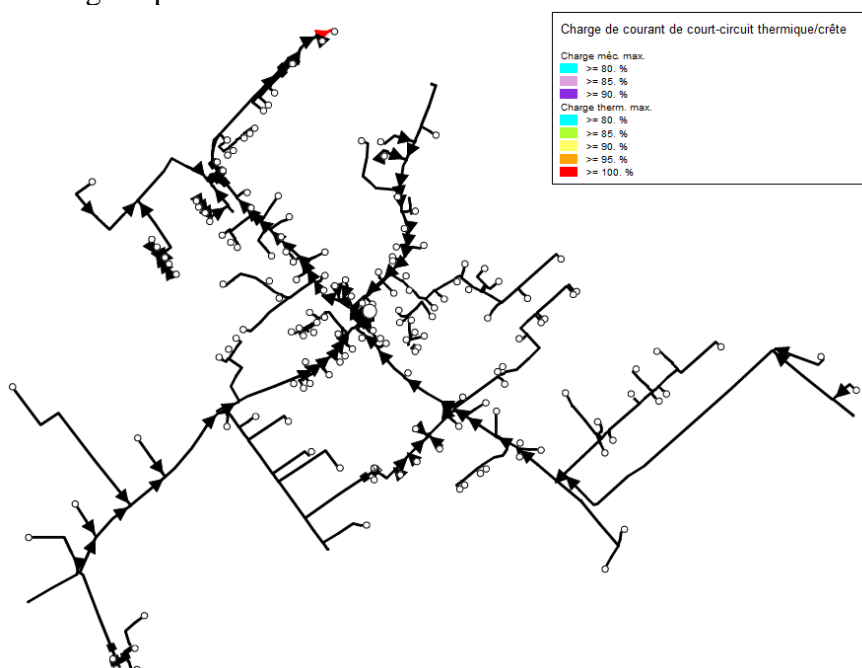 Charge de courant de court-circuit thermique/crête
Charge méc. max.
>= 80. %
>= 85. %
>= 90. %
Charge therm. max.
>= 80. %
>= 85. %
>= 90. %
>= 95. %
>= 100. %